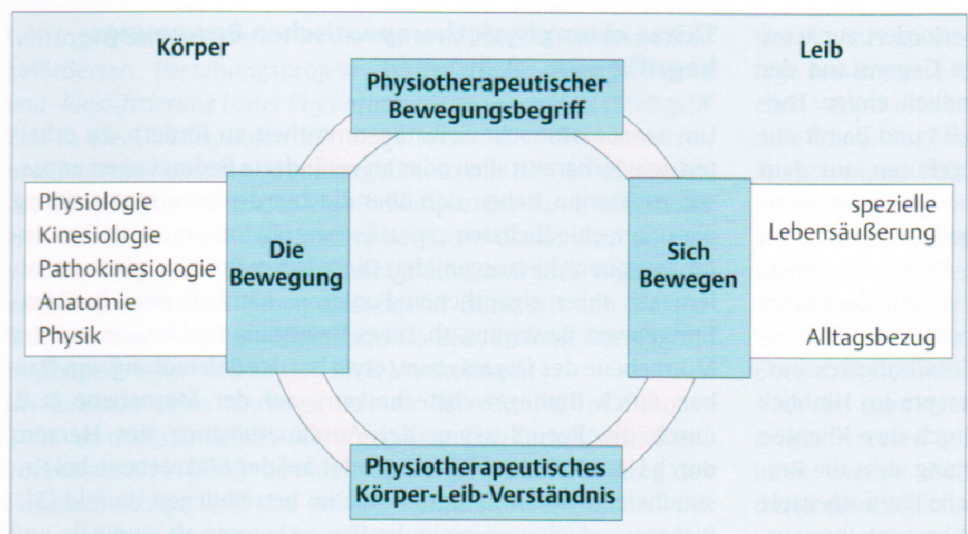 Körper
Leib
Physiotherapeutischer
Bewegungsbegriff
Physiologie
Kinesiologie
Pathokinesiologie
Anatomie
Physik
Die
Bewegung
Sich
Bewegen
spezielle
Lebensäußerung
Alltagsbezug
Physiotherapeutisches
Körper-Leib-Verständnis